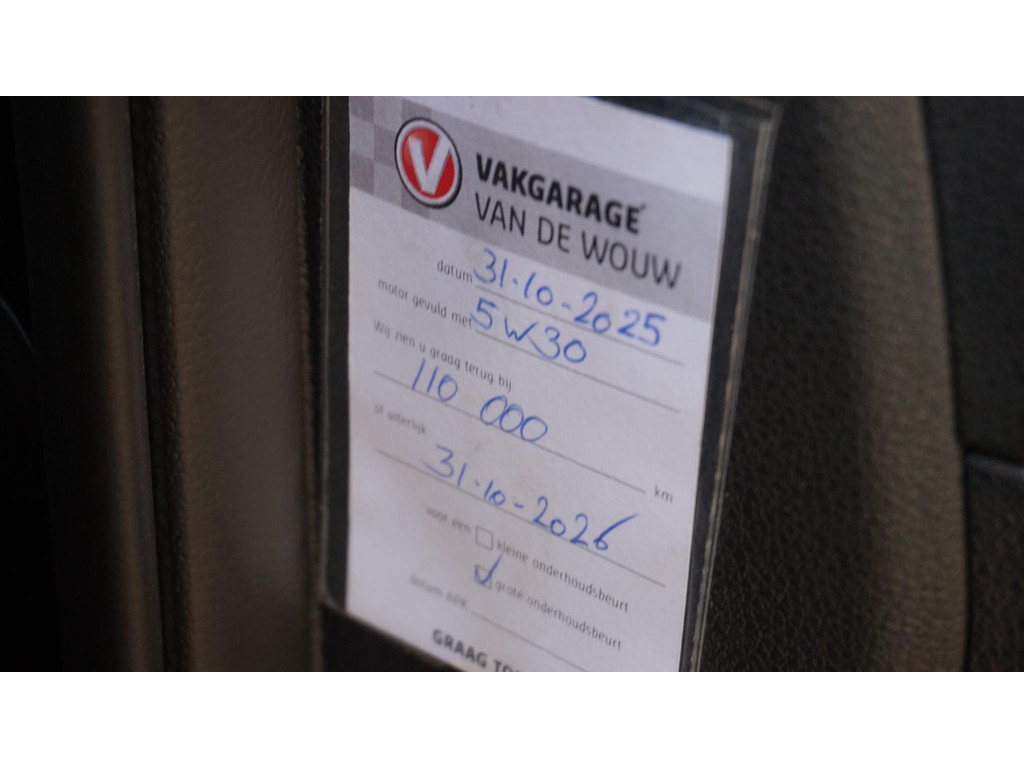 V VAKGARAGE
VAN DE WOUW
datum 31-10-2025
motor gevuld met 5W30
Wij zien u graag terug bij
110 000 km
of uiterlijk
31-10-2026
voor een kleine onderhoudsbeurt
grote onderhoudsbeurt
datum APK
GRAAG